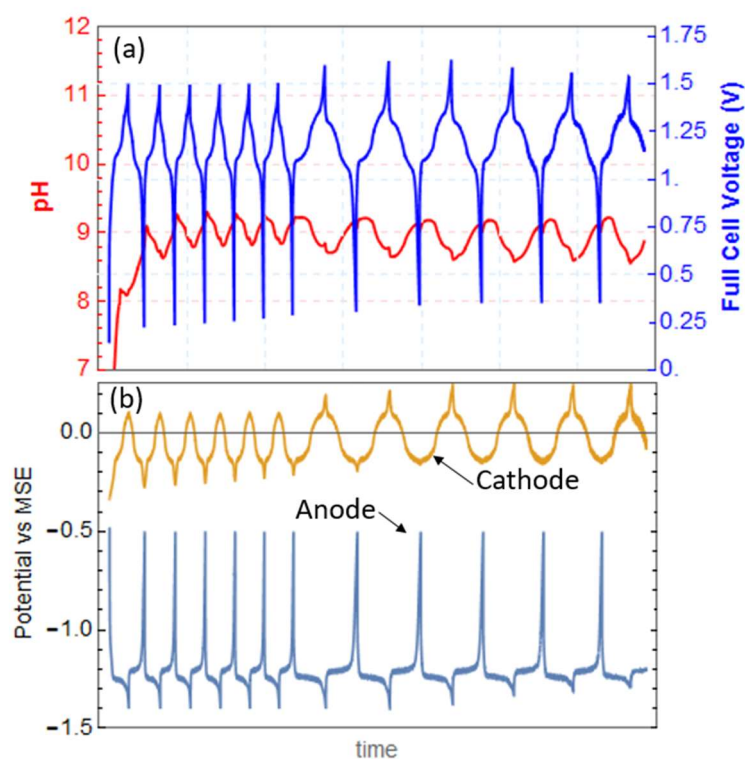 (a)
12
11
10
9
8
7
pH
1.75
1.5
1.25
1.
0.75
0.5
0.25
0.
Full Cell Voltage (V)
(b)
0.0
−0.5
−1.0
−1.5
Potential vs MSE
Cathode
Anode
time